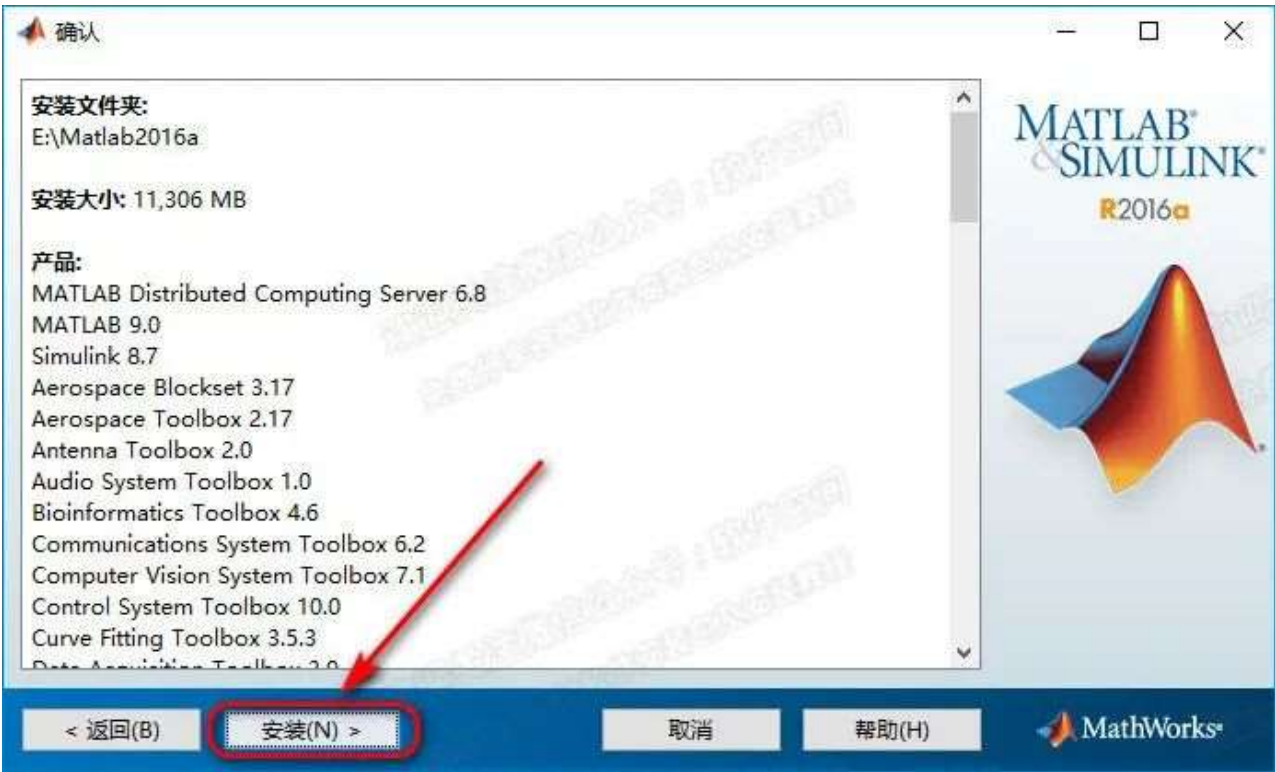 确认
安装文件夹:
E:\Matlab2016a
安装大小: 11,306 MB
产品:
MATLAB Distributed Computing Server 6.8
MATLAB 9.0
Simulink 8.7
Aerospace Blockset 3.17
Aerospace Toolbox 2.17
Antenna Toolbox 2.0
Audio System Toolbox 1.0
Bioinformatics Toolbox 4.6
Communications System Toolbox 6.2
Computer Vision System Toolbox 7.1
Control System Toolbox 10.0
Curve Fitting Toolbox 3.5.3
MATLAB®
&SIMULINK®
R2016a
< 返回(B)
安装(N) >
取消
帮助(H)
MathWorks®